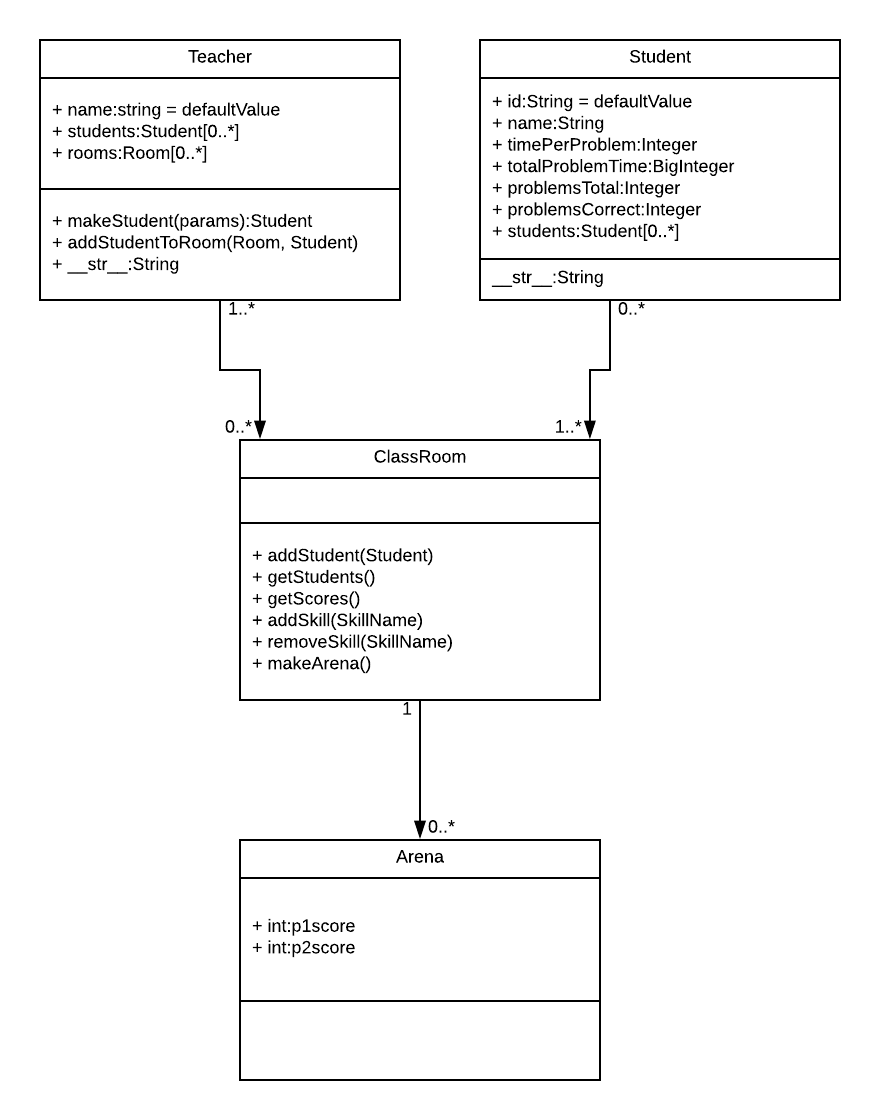 Teacher
+ name:string = defaultValue
+ students:Student[0..*]
+ rooms:Room[0..*]
+ makeStudent(params):Student
+ addStudentToRoom(Room, Student)
+ __str__:String
Student
+ id:String = defaultValue
+ name:String
+ timePerProblem:Integer
+ totalProblemTime:BigInteger
+ problemsTotal:Integer
+ problemsCorrect:Integer
+ students:Student[0..*]
__str__:String
1..*
0..*
0..*
1..*
ClassRoom
+ addStudent(Student)
+ getStudents()
+ getScores()
+ addSkill(SkillName)
+ removeSkill(SkillName)
+ makeArena()
1
0..*
Arena
+ int:p1score
+ int:p2score